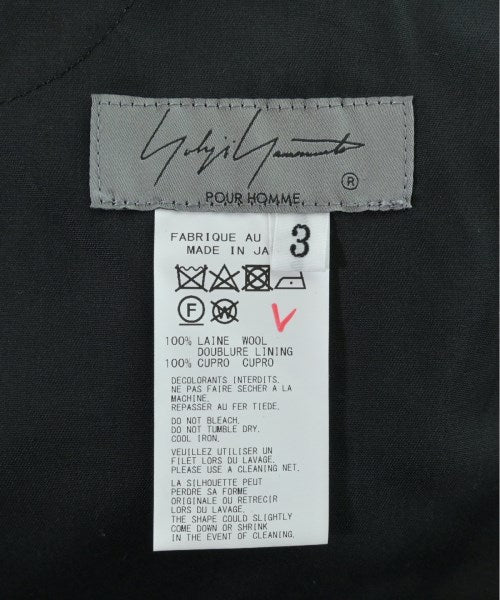 Yohji Yamamoto
®
POUR HOMME
3
FABRIQUE AU
MADE IN JA
F W
100% LAINE WOOL
DOUBLURE LINING
100% CUPRO CUPRO
DECOLORANTS INTERDITS.
NE PAS FAIRE SECHER A LA
MACHINE.
REPASSER AU FER TIEDE.
DO NOT BLEACH.
DO NOT TUMBLE DRY.
COOL IRON.
VEUILLEZ UTILISER UN
FILET LORS DU LAVAGE.
PLEASE USE A CLEANING NET.
LA SILHOUETTE PEUT
PERDRE SA FORME
ORIGINALE OU RETRECIR
LORS DU LAVAGE.
THE SHAPE COULD SLIGHTLY
COME DOWN OR SHRINK
IN THE EVENT OF CLEANING.